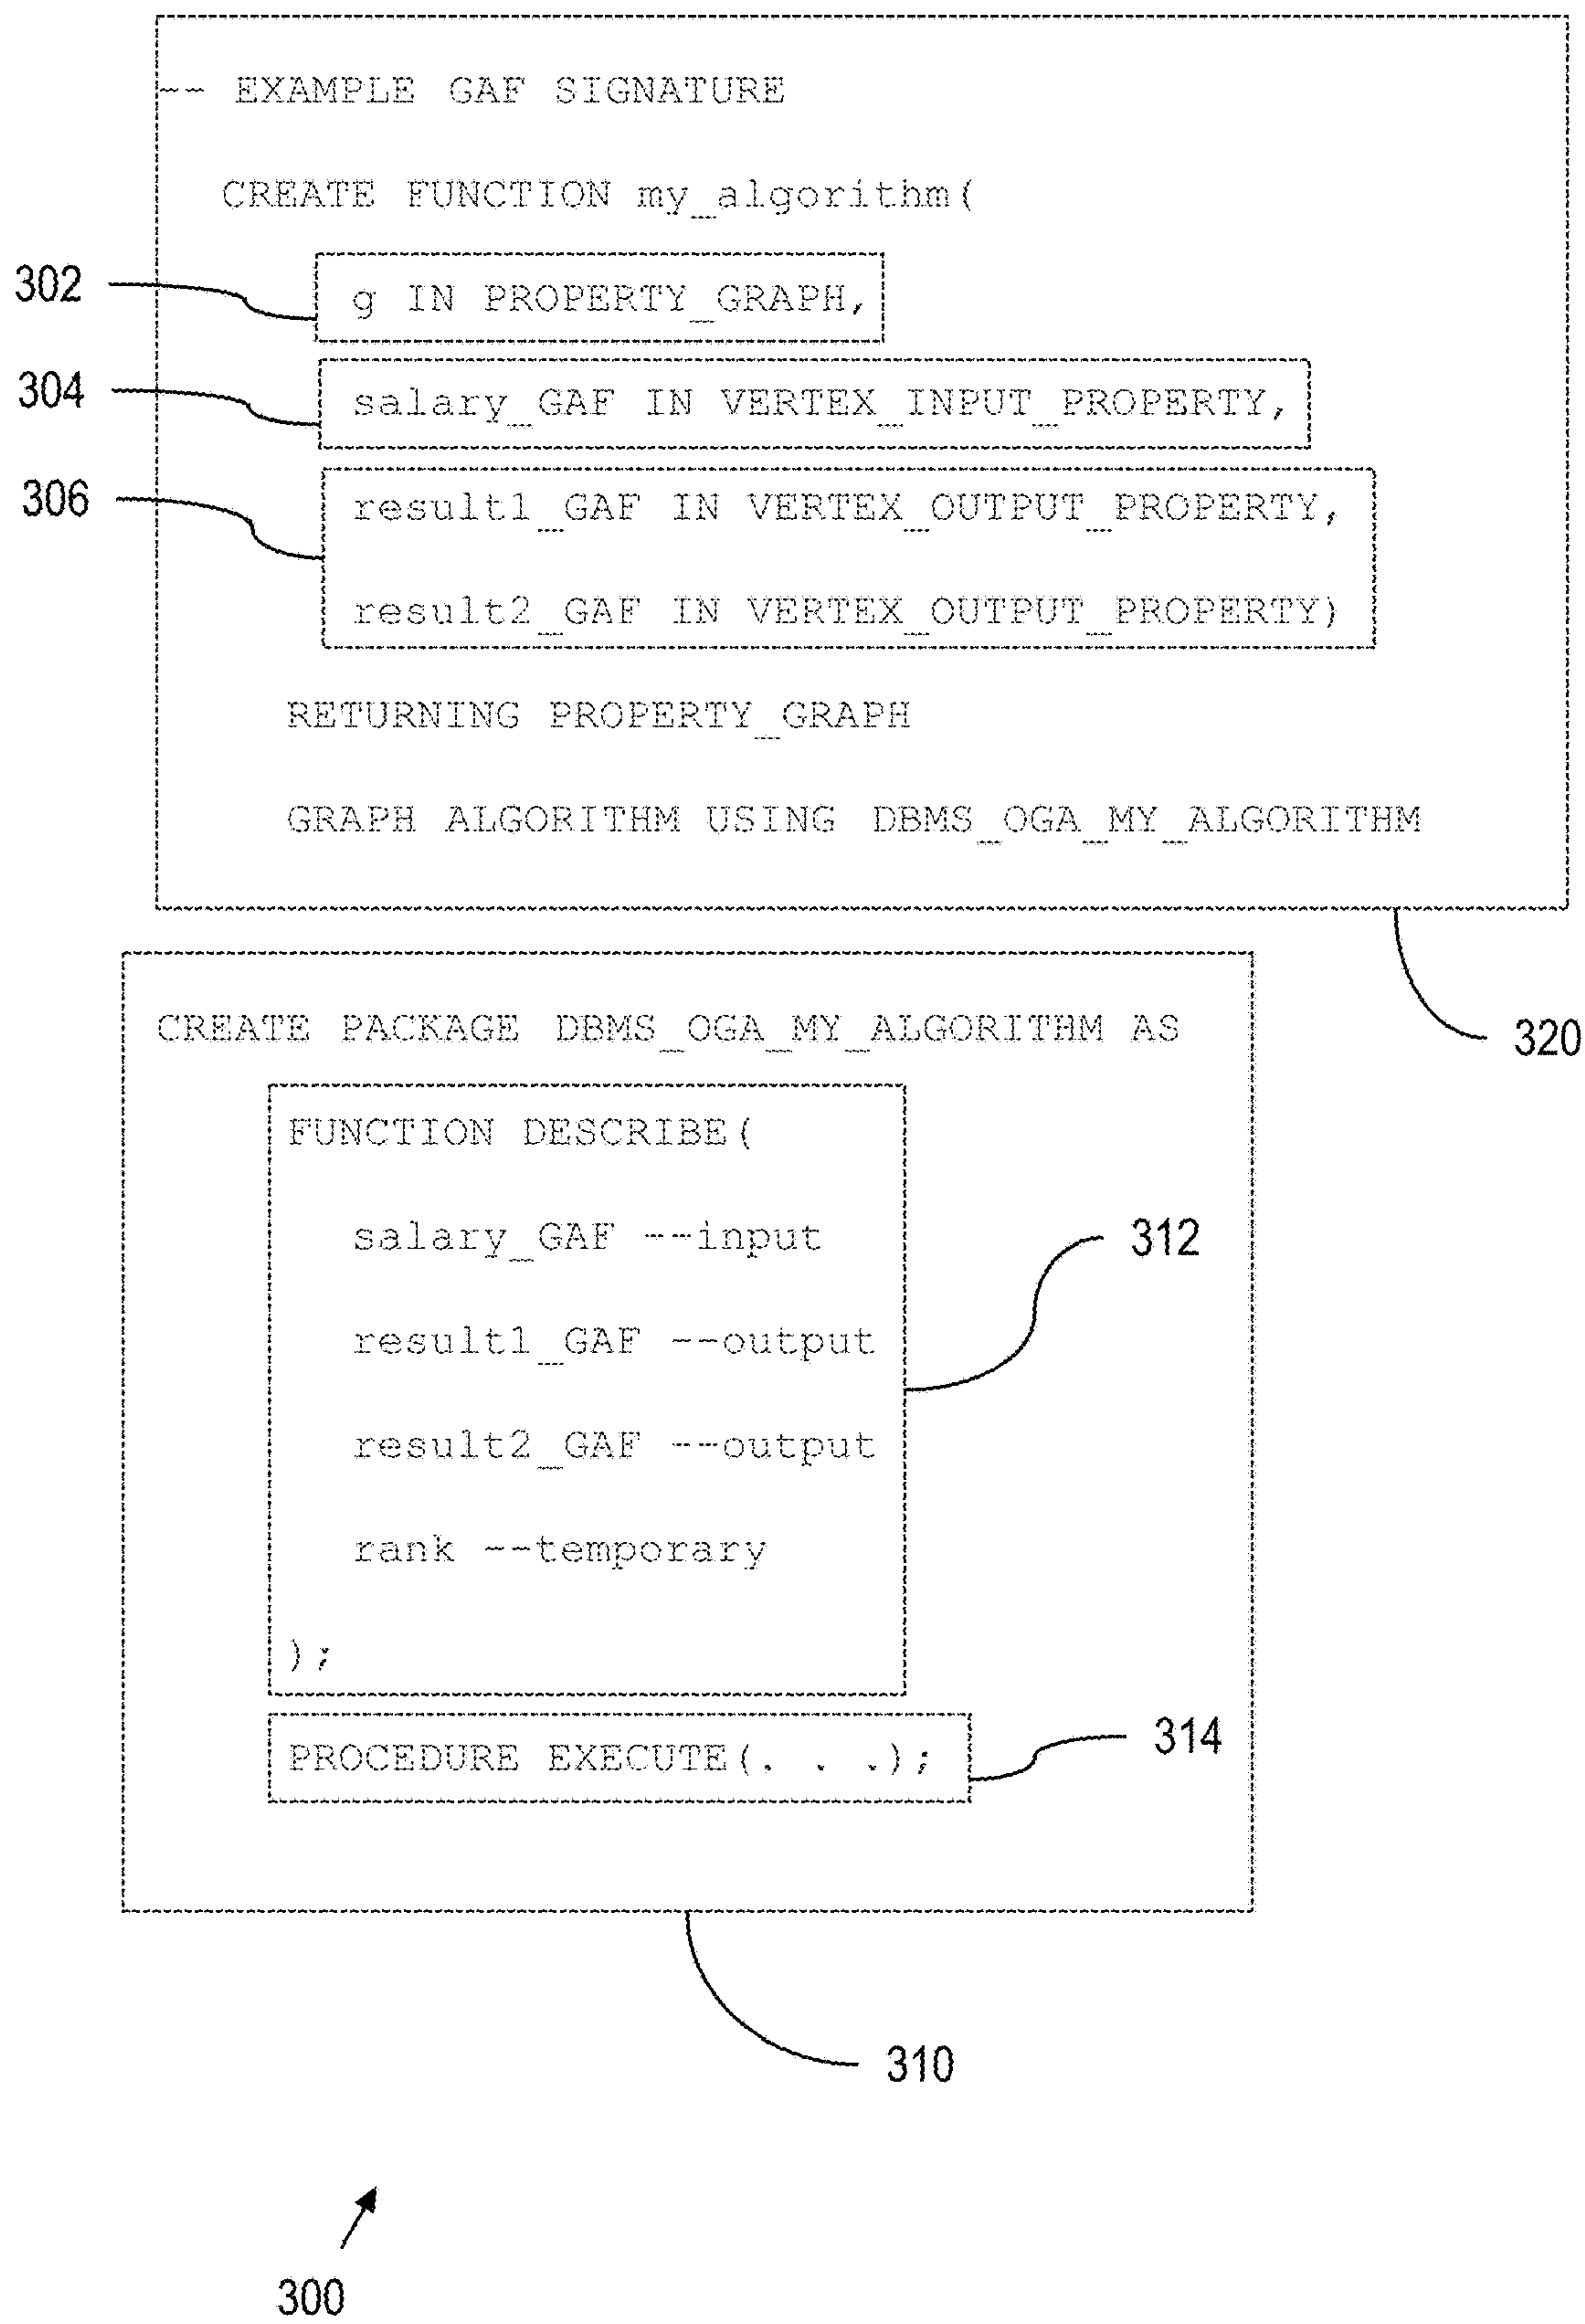 -- EXAMPLE GAF SIGNATURE
CREATE FUNCTION my_algorithm(
302
g IN PROPERTY_GRAPH,
304
salary_GAF IN VERTEX_INPUT_PROPERTY,
306
result1_GAF IN VERTEX_OUTPUT_PROPERTY,
result2_GAF IN VERTEX_OUTPUT_PROPERTY)
RETURNING PROPERTY_GRAPH
GRAPH ALGORITHM USING DBMS_OGA_MY_ALGORITHM
320
CREATE PACKAGE DBMS_OGA_MY_ALGORITHM AS
FUNCTION DESCRIBE(
salary_GAF --input
312
result1_GAF --output
result2_GAF --output
rank --temporary
);
314
PROCEDURE EXECUTE(. . .);
310
300